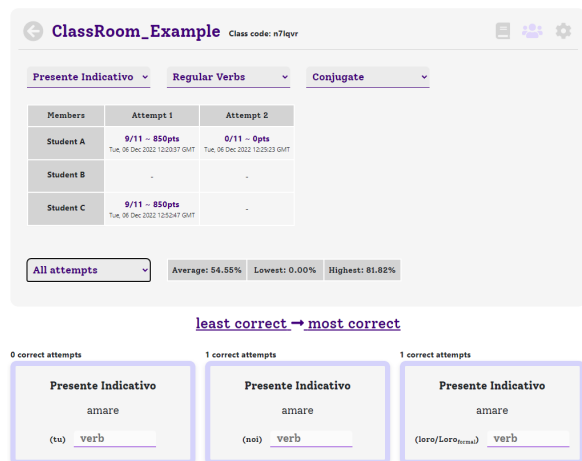 ClassRoom_Example Class code: n7lqvr
Presente Indicativo Regular Verbs Conjugate
Members Attempt 1 Attempt 2
Student A 9/11 ~ 850pts 0/11 ~ 0pts
Tue, 06 Dec 2022 12:20:37 GMT Tue, 06 Dec 2022 12:25:23 GMT
Student B - -
Student C 9/11 ~ 850pts -
Tue, 06 Dec 2022 12:52:47 GMT
All attempts Average: 54.55% Lowest: 0.00% Highest: 81.82%
least correct → most correct
0 correct attempts 1 correct attempts 1 correct attempts
Presente Indicativo Presente Indicativo Presente Indicativo
amare amare amare
(tu) verb (noi) verb (loro/Loro formal) verb